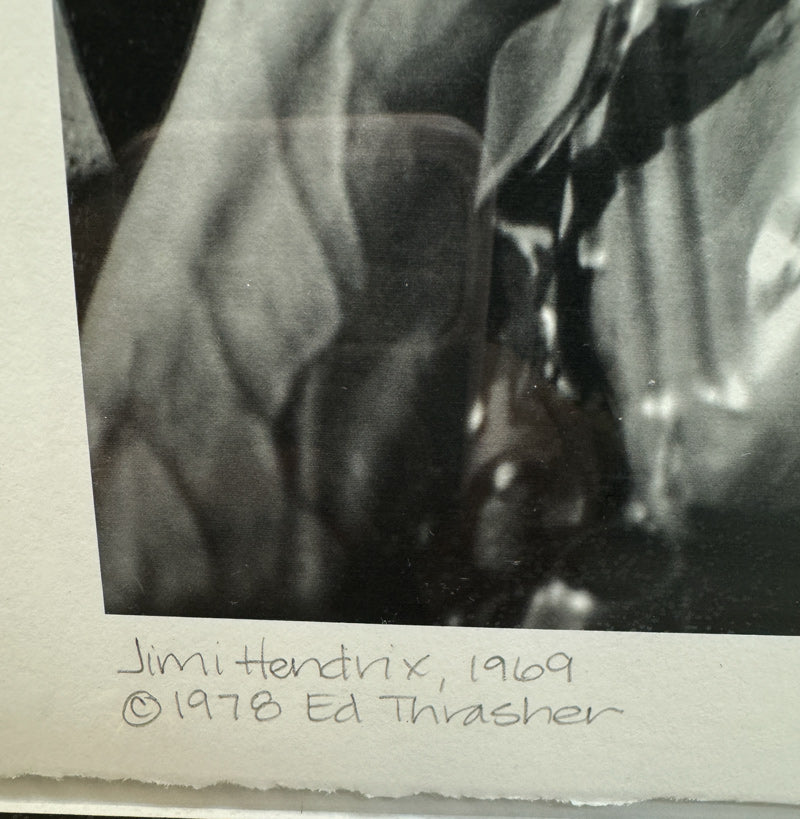 Jimi Hendrix, 1969
©1978 Ed Thrasher